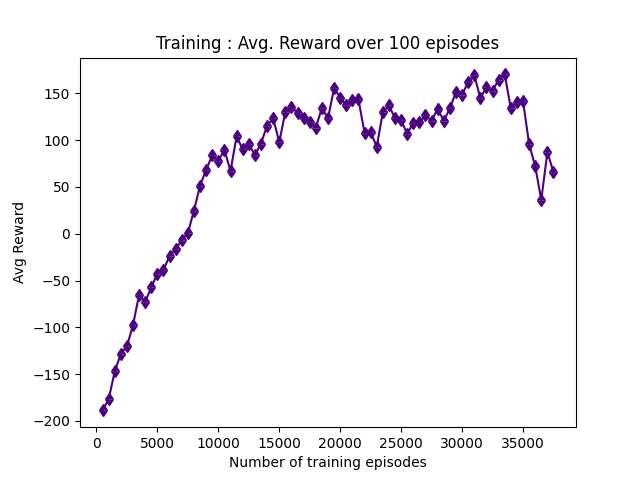 Training : Avg. Reward over 100 episodes
150
100
50
0
−50
−100
−150
−200
Avg Reward
0 5000 10000 15000 20000 25000 30000 35000
Number of training episodes